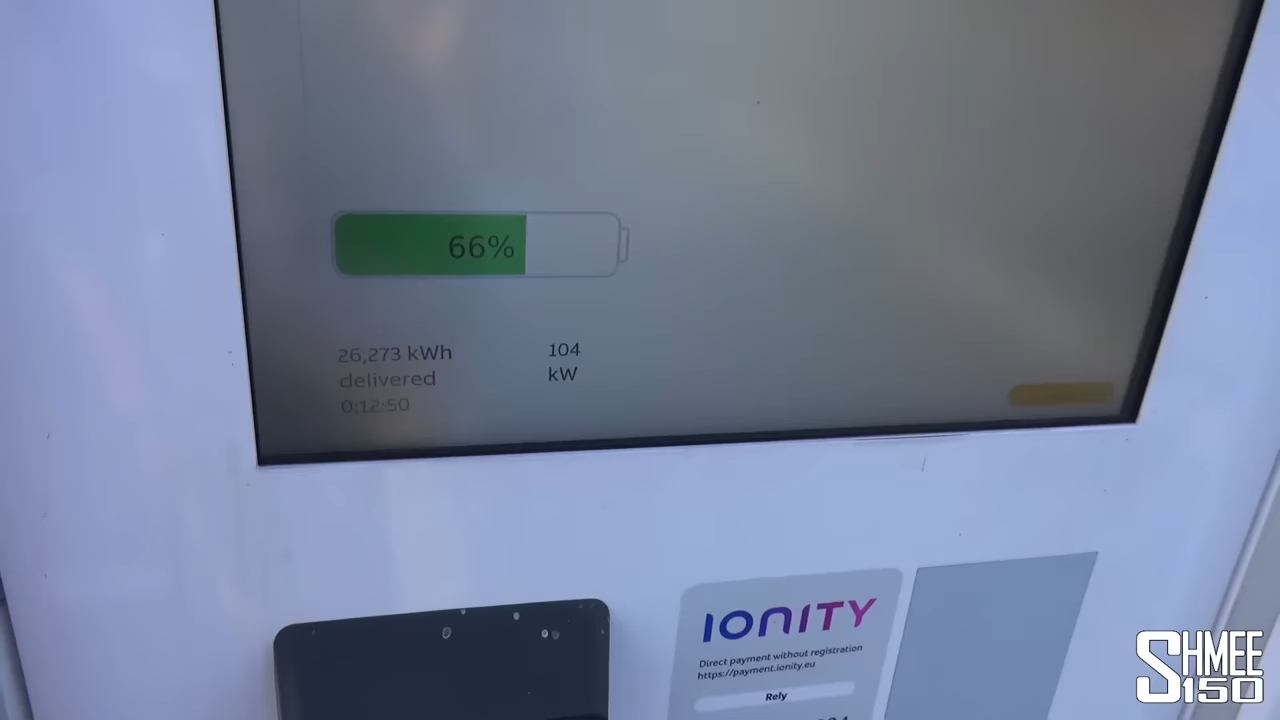 66%
26,273 kWh
delivered
0:12:50
104
kW
IONITY
Direct payment without registration
https://payment.ionity.eu
Rely
SHMEE
150